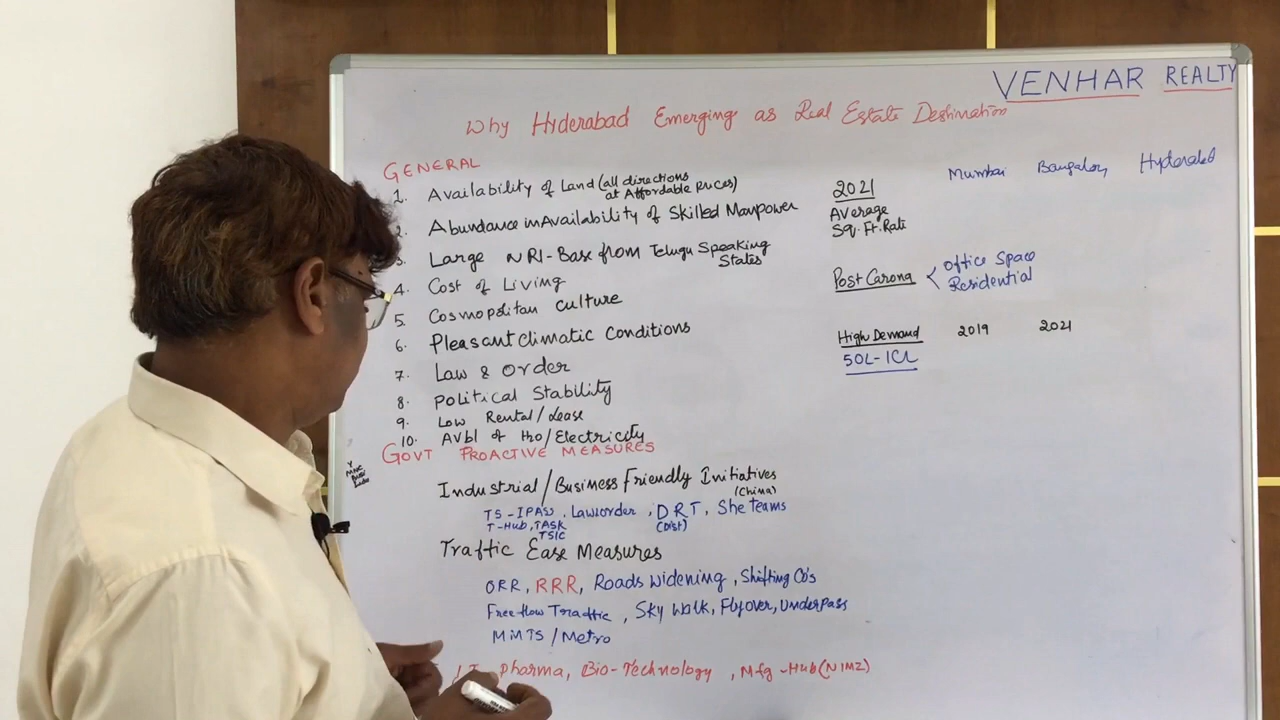 VENHAR REALTY
Why Hyderabad Emerging as Real Estate Destination
GENERAL
1. Availability of Land (all directions
at Affordable prices)
2. Abundance in Availability of Skilled Manpower
3. Large NRI-Base from Telugu Speaking
States
4. Cost of Living
5. Cosmopolitan culture
6. Pleasant climatic conditions
7. Law & order
8. Political Stability
9. Low Rental/Lease
10. Avbl of H2O/Electricity
Mumbai Bangalore Hyderabad
2021
Average
Sq. Ft. Rate
Post Carona < Office Space
Residential
High Demand 2019 2021
50L-1CR
GOVT PROACTIVE MEASURES
Industrial/Business Friendly Initiatives
(China)
TS-IPASS, Law&order, DRT, She Teams
T-Hub, TASK (Dist)
TSIC
Traffic Ease Measures
ORR, RRR, Roads widening, Shifting Co's
Free flow Traffic, Sky Walk, Flyover, Underpass
MMTS/Metro
Pharma, Bio-Technology, Mfg-Hub(NIMZ)